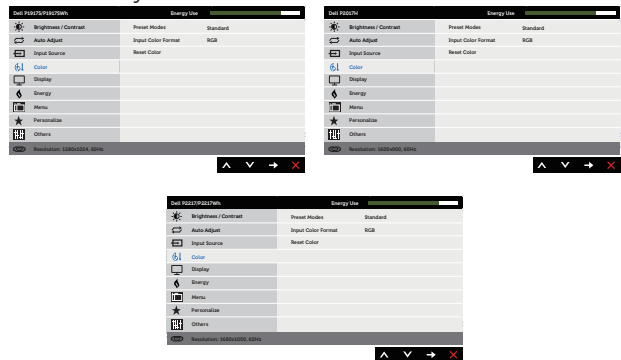 Dell P1917S/P1917SWh Energy Use
Brightness / Contrast Preset Modes Standard
Auto Adjust Input Color Format RGB
Input Source Reset Color
Color
Display
Energy
Menu
Personalize
Others
Resolution: 1280x1024, 60Hz
Dell P2017H Energy Use
Brightness / Contrast Preset Modes Standard
Auto Adjust Input Color Format RGB
Input Source Reset Color
Color
Display
Energy
Menu
Personalize
Others
Resolution: 1600x900, 60Hz
Dell P2217/P2217Wh Energy Use
Brightness / Contrast Preset Modes Standard
Auto Adjust Input Color Format RGB
Input Source Reset Color
Color
Display
Energy
Menu
Personalize
Others
Resolution: 1680x1050, 60Hz